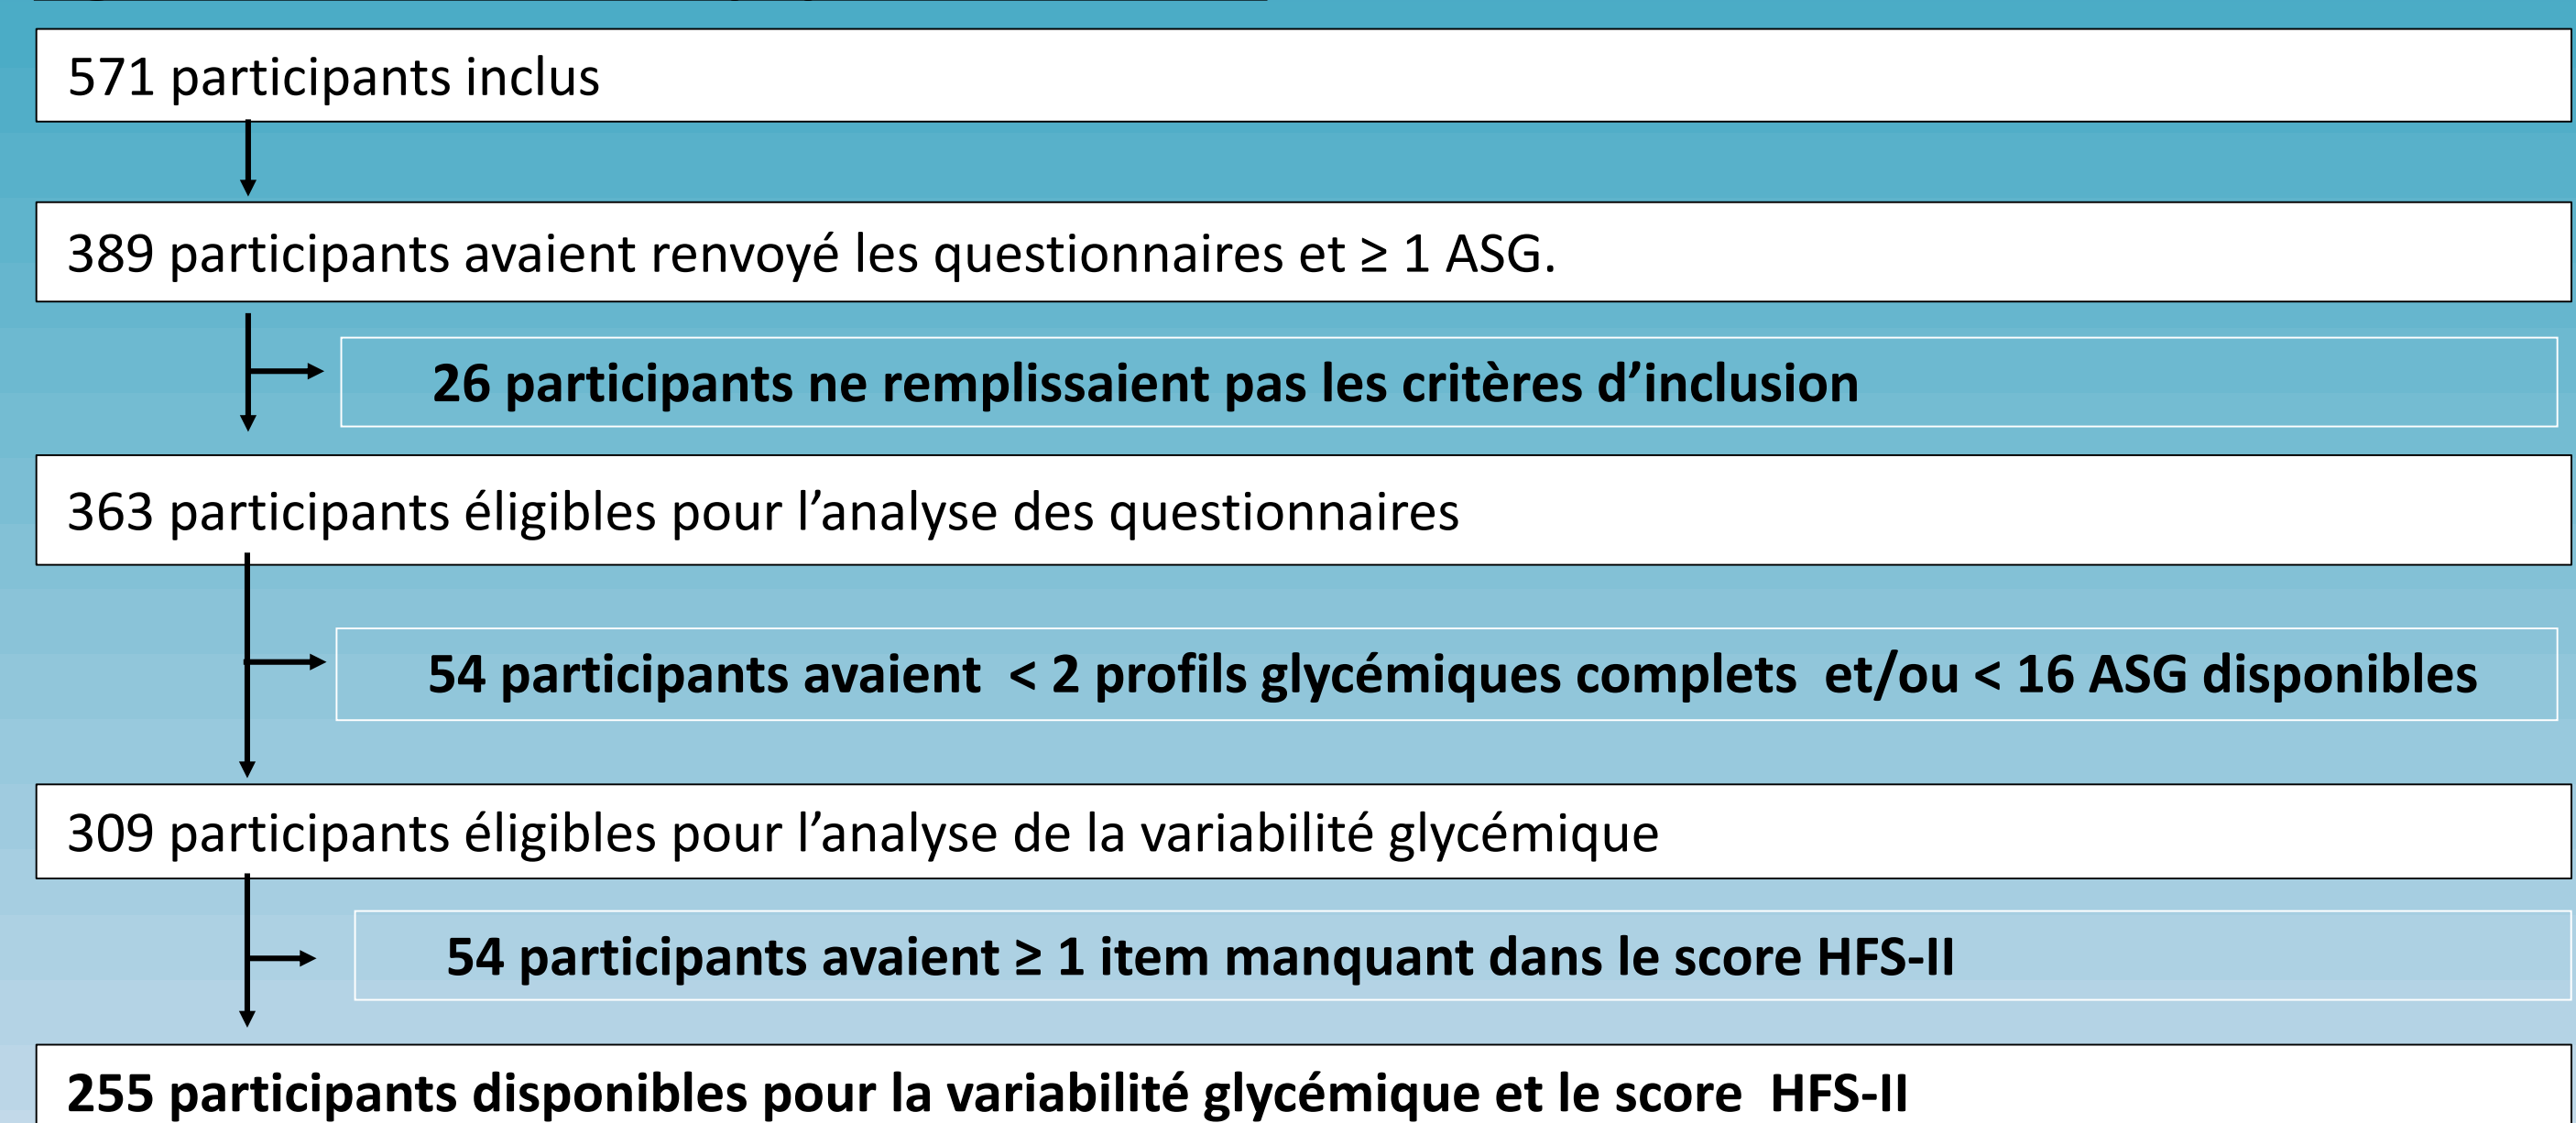 571 participants inclus
389 participants avaient renvoyé les questionnaires et ≥ 1 ASG.
26 participants ne remplissaient pas les critères d’inclusion
363 participants éligibles pour l’analyse des questionnaires
54 participants avaient < 2 profils glycémiques complets et/ou < 16 ASG disponibles
309 participants éligibles pour l’analyse de la variabilité glycémique
54 participants avaient ≥ 1 item manquant dans le score HFS-II
255 participants disponibles pour la variabilité glycémique et le score HFS-II